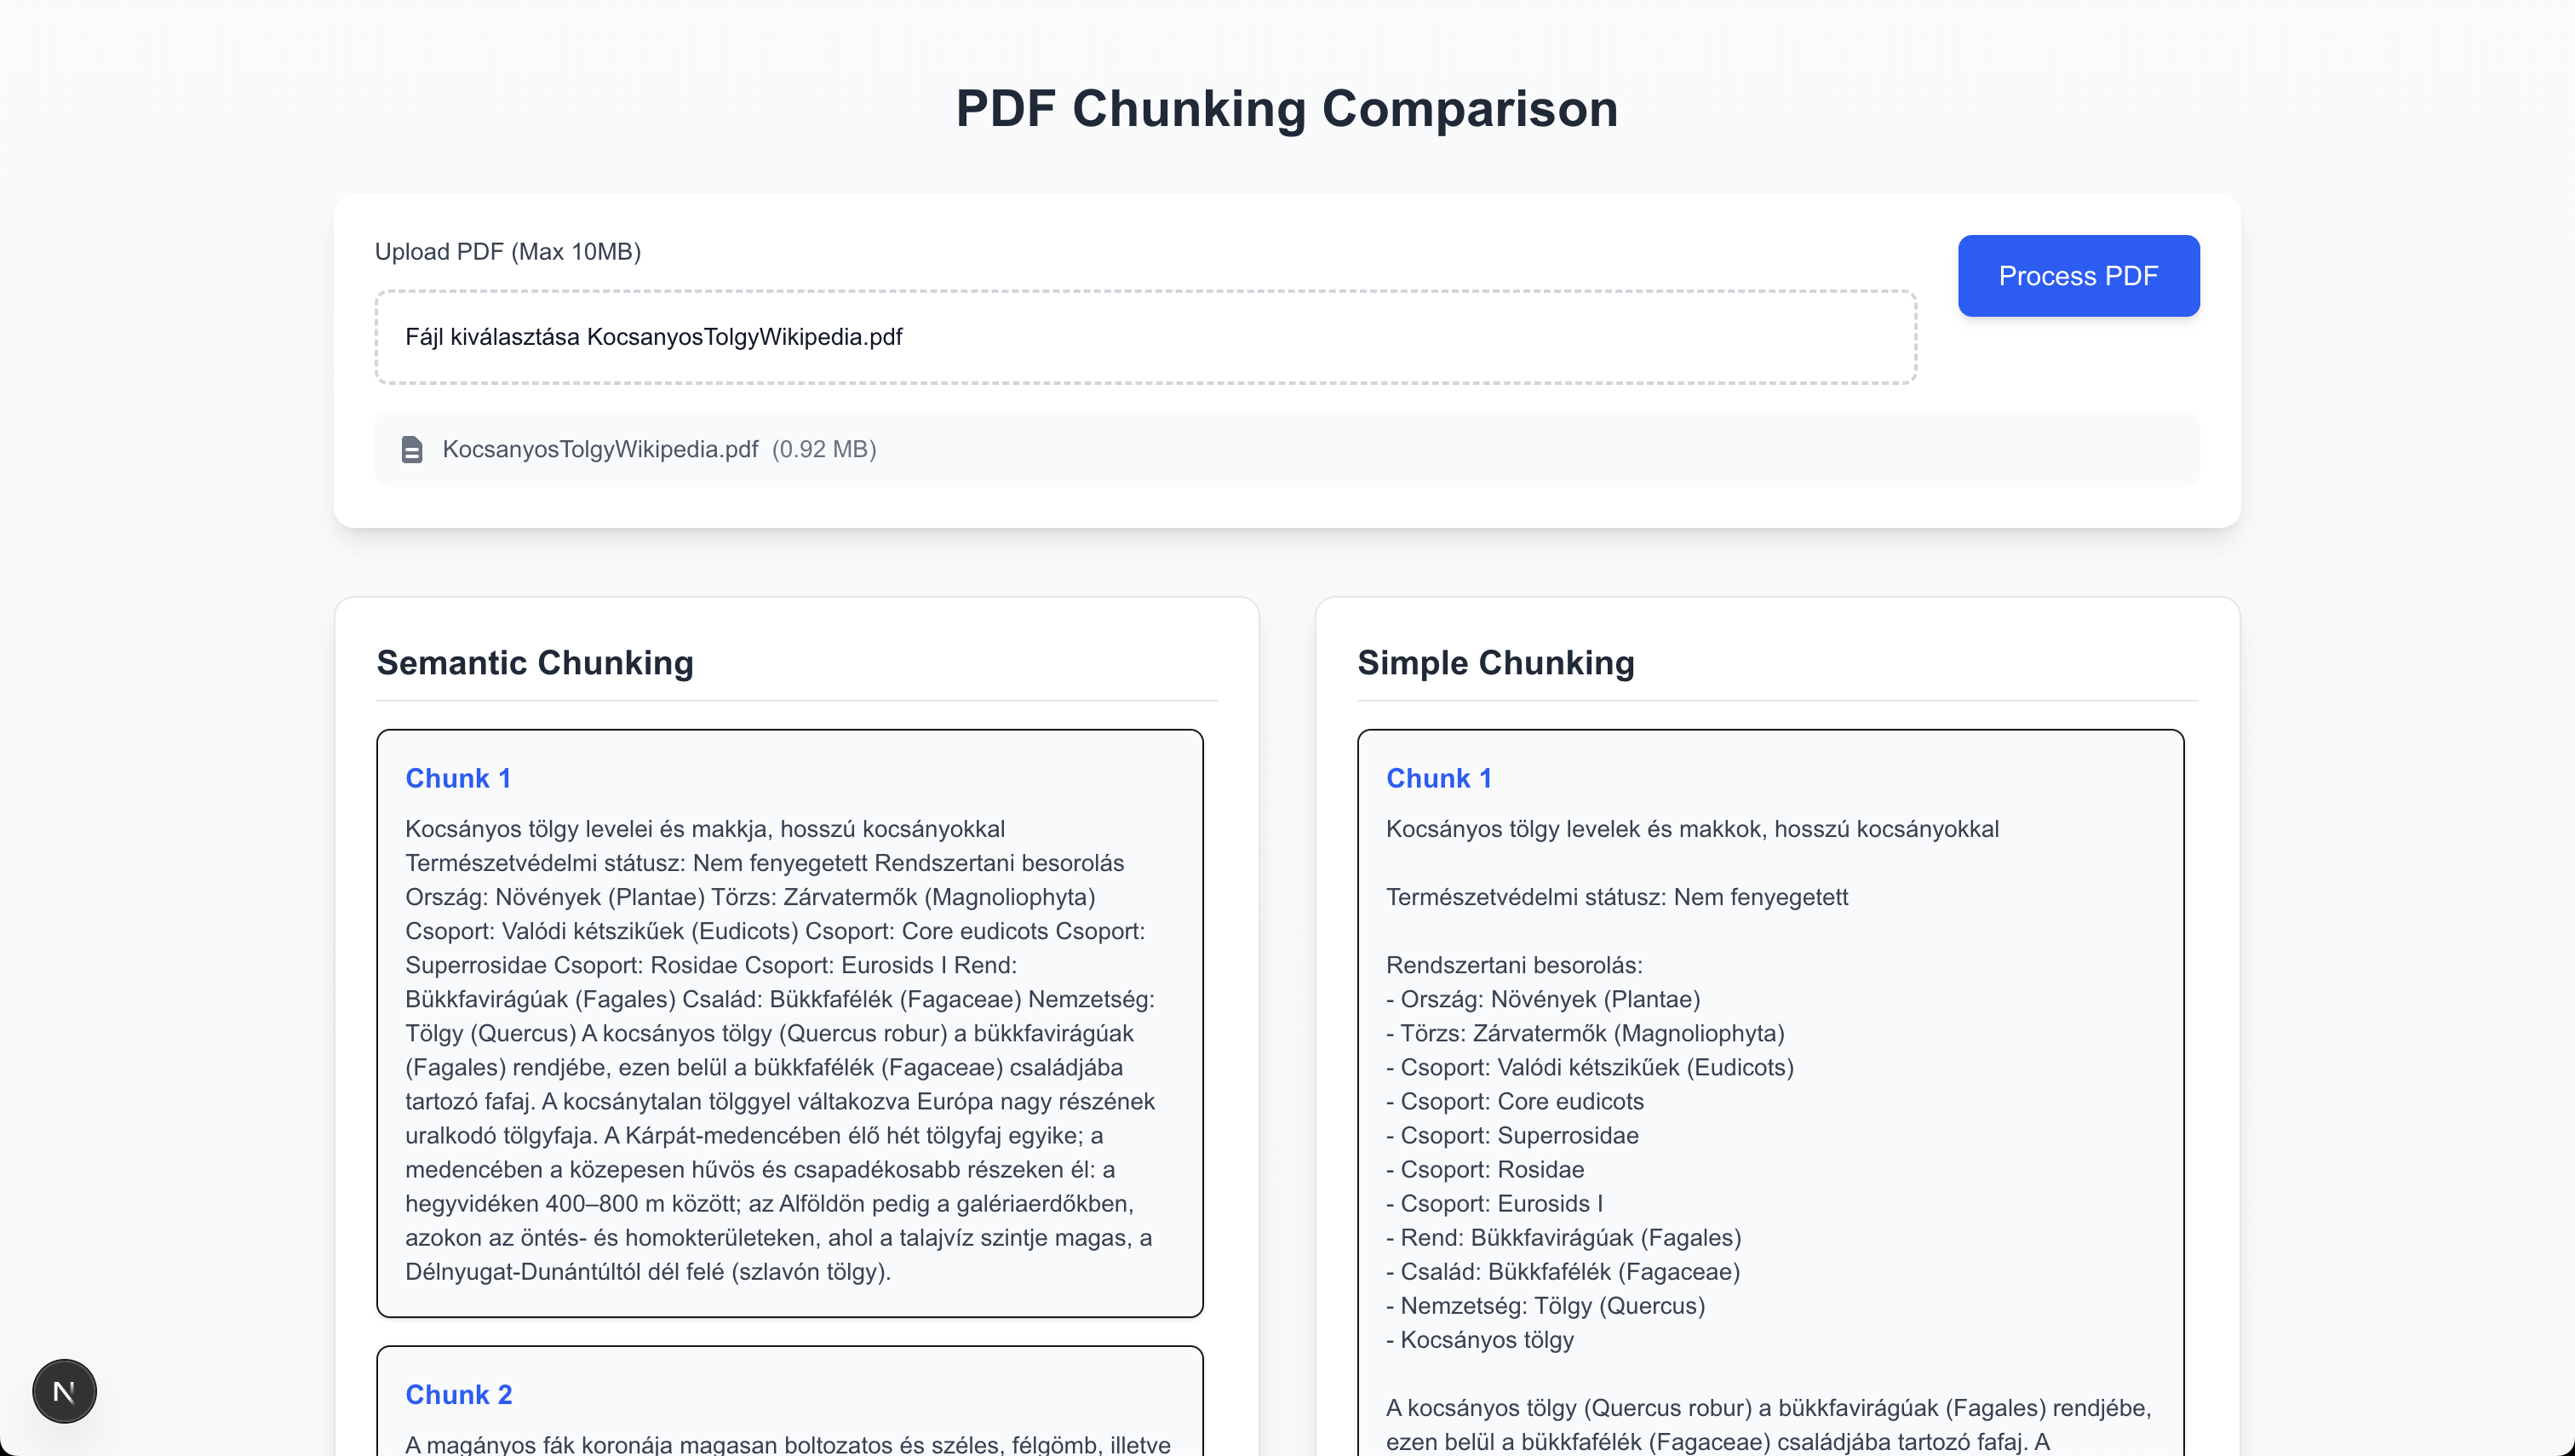 PDF Chunking Comparison
Upload PDF (Max 10MB)
Process PDF
Fájl kiválasztása KocsanyosTolgyWikipedia.pdf
KocsanyosTolgyWikipedia.pdf (0.92 MB)
Semantic Chunking
Chunk 1
Kocsányos tölgy levelei és makkja, hosszú kocsányokkal
Természetvédelmi státusz: Nem fenyegetett Rendszertani besorolás
Ország: Növények (Plantae) Törzs: Zárvatermők (Magnoliophyta)
Csoport: Valódi kétszikűek (Eudicots) Csoport: Core eudicots Csoport:
Superrosidae Csoport: Rosidae Csoport: Eurosids I Rend:
Bükkfavirágúak (Fagales) Család: Bükkfafélék (Fagaceae) Nemzetség:
Tölgy (Quercus) A kocsányos tölgy (Quercus robur) a bükkfavirágúak
(Fagales) rendjébe, ezen belül a bükkfafélék (Fagaceae) családjába
tartozó fafaj. A kocsánytalan tölggyel váltakozva Európa nagy részének
uralkodó tölgyfaja. A Kárpát-medencében élő hét tölgyfaj egyike; a
medencében a közepesen hűvös és csapadékosabb részeken él: a
hegyvidéken 400–800 m között; az Alföldön pedig a galériaerdőkben,
azokon az öntés- és homokterületeken, ahol a talajvíz szintje magas, a
Délnyugat-Dunántúltól dél felé (szlavón tölgy).
Chunk 2
A magányos fák koronája magasan boltozatos és széles, félgömb, illetve
Simple Chunking
Chunk 1
Kocsányos tölgy levelek és makkok, hosszú kocsányokkal
Természetvédelmi státusz: Nem fenyegetett
Rendszertani besorolás:
- Ország: Növények (Plantae)
- Törzs: Zárvatermők (Magnoliophyta)
- Csoport: Valódi kétszikűek (Eudicots)
- Csoport: Core eudicots
- Csoport: Superrosidae
- Csoport: Rosidae
- Csoport: Eurosids I
- Rend: Bükkfavirágúak (Fagales)
- Család: Bükkfafélék (Fagaceae)
- Nemzetség: Tölgy (Quercus)
- Kocsányos tölgy
A kocsányos tölgy (Quercus robur) a bükkfavirágúak (Fagales) rendjébe,
ezen belül a bükkfafélék (Fagaceae) családjába tartozó fafaj. A
N